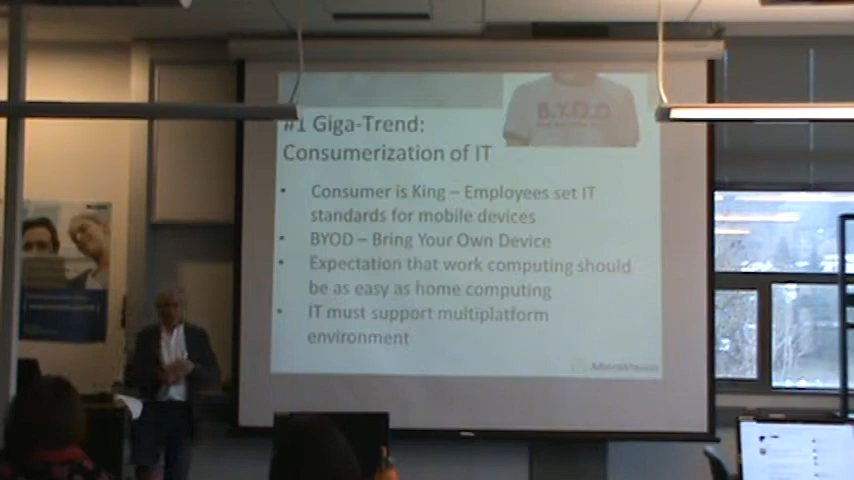 B.Y.O.D
#1 Giga-Trend:
Consumerization of IT
• Consumer is King – Employees set IT
standards for mobile devices
• BYOD – Bring Your Own Device
• Expectation that work computing should
be as easy as home computing
• IT must support multiplatform
environment